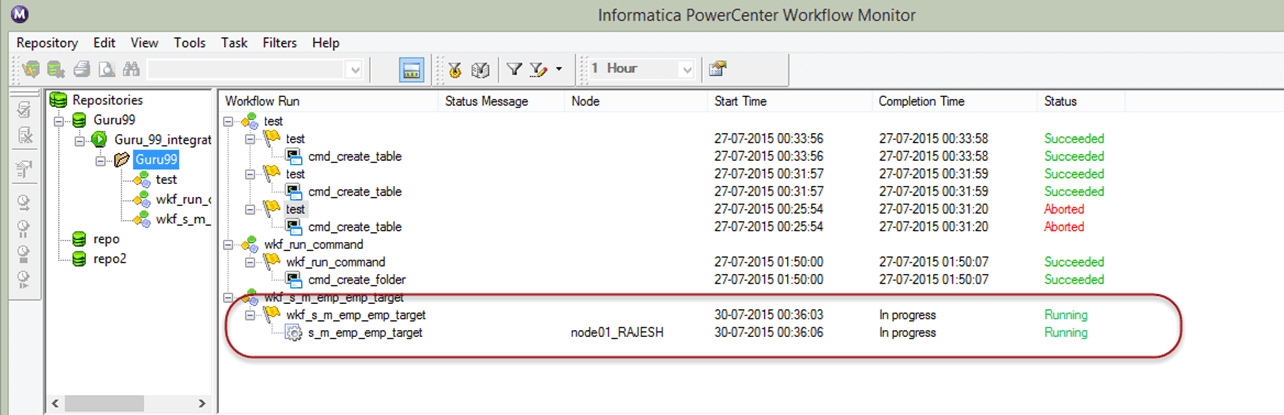 M Informatica PowerCenter Workflow Monitor
Repository Edit View Tools Task Filters Help
1 Hour
Repositories
Guru99
Guru_99_integrat
Guru99
test
wkf_run_c
wkf_s_m_
repo
repo2
Workflow Run Status Message Node Start Time Completion Time Status
test
test 27-07-2015 00:33:56 27-07-2015 00:33:58 Succeeded
cmd_create_table 27-07-2015 00:33:56 27-07-2015 00:33:58 Succeeded
test 27-07-2015 00:31:57 27-07-2015 00:31:59 Succeeded
cmd_create_table 27-07-2015 00:31:57 27-07-2015 00:31:59 Succeeded
test 27-07-2015 00:25:54 27-07-2015 00:31:20 Aborted
cmd_create_table 27-07-2015 00:25:54 27-07-2015 00:31:20 Aborted
wkf_run_command
wkf_run_command 27-07-2015 01:50:00 27-07-2015 01:50:07 Succeeded
cmd_create_folder 27-07-2015 01:50:00 27-07-2015 01:50:07 Succeeded
wkf_s_m_emp_emp_target
wkf_s_m_emp_emp_target 30-07-2015 00:36:03 In progress Running
s_m_emp_emp_target node01_RAJESH 30-07-2015 00:36:06 In progress Running